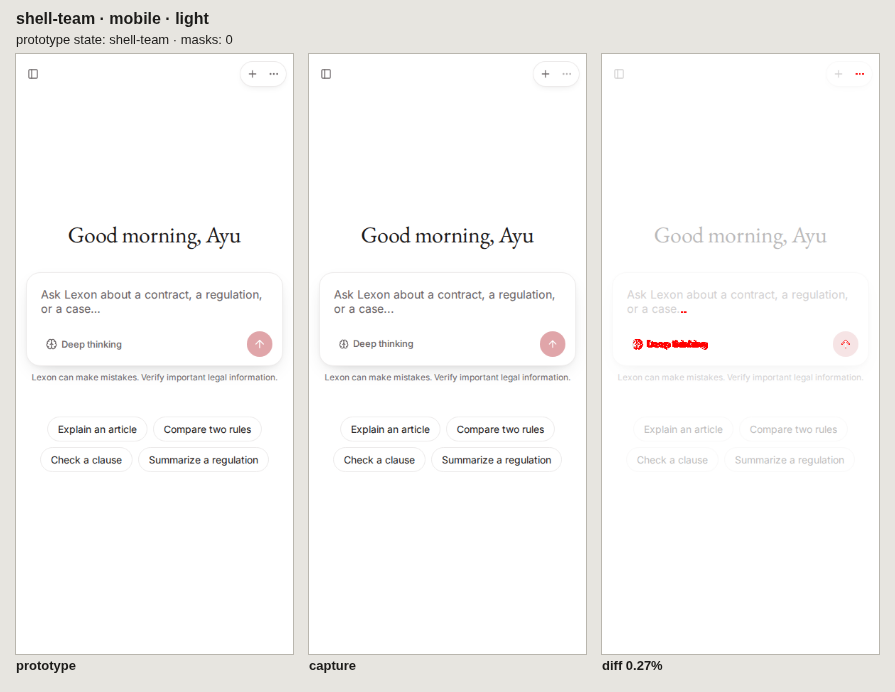 shell-team · mobile · light
prototype state: shell-team · masks: 0
Good morning, Ayu
Ask Lexon about a contract, a regulation,
or a case...
Deep thinking
Lexon can make mistakes. Verify important legal information.
Explain an article
Compare two rules
Check a clause
Summarize a regulation
prototype
Good morning, Ayu
Ask Lexon about a contract, a regulation,
or a case...
Deep thinking
Lexon can make mistakes. Verify important legal information.
Explain an article
Compare two rules
Check a clause
Summarize a regulation
capture
Good morning, Ayu
Ask Lexon about a contract, a regulation,
or a case...
Lexon can make mistakes. Verify important legal information.
Explain an article
Compare two rules
Check a clause
Summarize a regulation
diff 0.27%